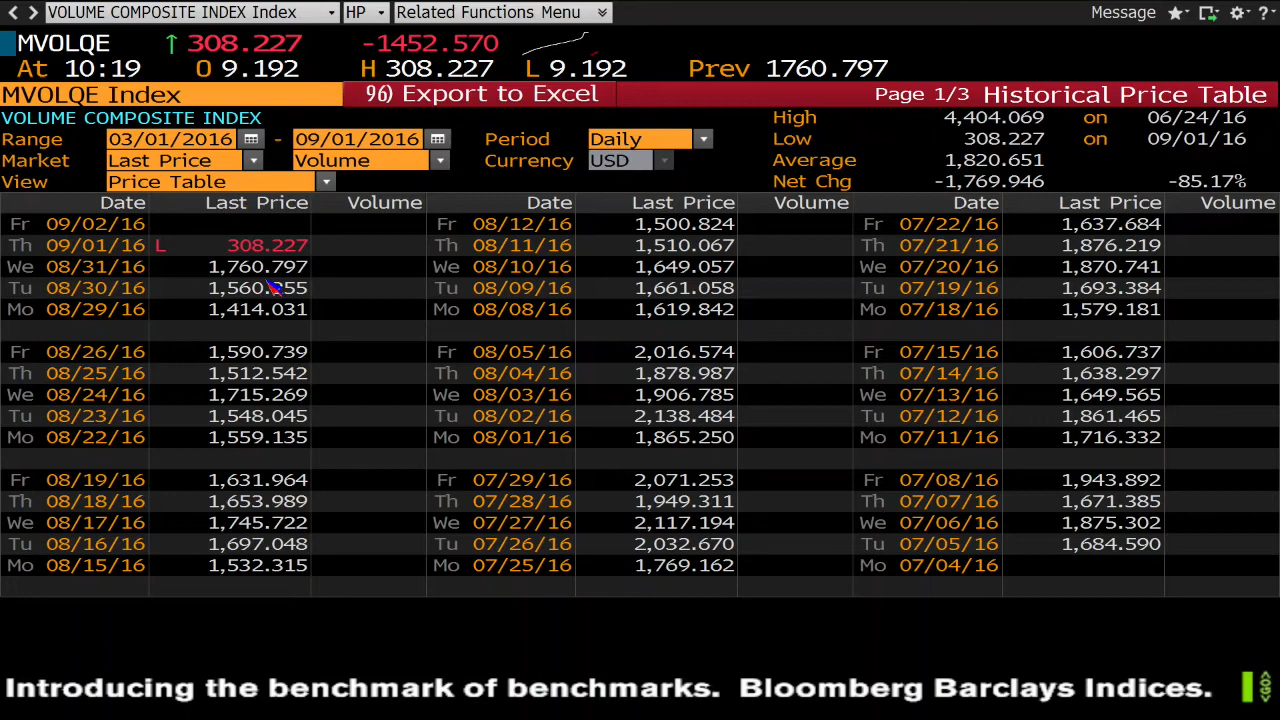 VOLUME COMPOSITE INDEX Index HP Related Functions Menu Message ?
MVOLQE ↑ 308.227 -1452.570
At 10:19 O 9.192 H 308.227 L 9.192 Prev 1760.797
MVOLQE Index 96) Export to Excel Page 1/3 Historical Price Table
VOLUME COMPOSITE INDEX High 4,404.069 on 06/24/16
Range 03/01/2016 - 09/01/2016 Period Daily Low 308.227 on 09/01/16
Market Last Price Volume Currency USD Average 1,820.651
View Price Table Net Chg -1,769.946 -85.17%
Date Last Price Volume Date Last Price Volume Date Last Price Volume
Fr 09/02/16 Fr 08/12/16 1,500.824 Fr 07/22/16 1,637.684
Th 09/01/16 L 308.227 Th 08/11/16 1,510.067 Th 07/21/16 1,876.219
We 08/31/16 1,760.797 We 08/10/16 1,649.057 We 07/20/16 1,870.741
Tu 08/30/16 Tu 08/09/16 1,661.058 Tu 07/19/16 1,693.384
Mo 08/29/16 1,414.031 Mo 08/08/16 1,619.842 Mo 07/18/16 1,579.181
Fr 08/26/16 1,590.739 Fr 08/05/16 2,016.574 Fr 07/15/16 1,606.737
Th 08/25/16 1,512.542 Th 08/04/16 1,878.987 Th 07/14/16 1,638.297
We 08/24/16 1,715.269 We 08/03/16 1,906.785 We 07/13/16 1,649.565
Tu 08/23/16 1,548.045 Tu 08/02/16 2,138.484 Tu 07/12/16 1,861.465
Mo 08/22/16 1,559.135 Mo 08/01/16 1,865.250 Mo 07/11/16 1,716.332
Fr 08/19/16 1,631.964 Fr 07/29/16 2,071.253 Fr 07/08/16 1,943.892
Th 08/18/16 1,653.989 Th 07/28/16 1,949.311 Th 07/07/16 1,671.385
We 08/17/16 1,745.722 We 07/27/16 2,117.194 We 07/06/16 1,875.302
Tu 08/16/16 1,697.048 Tu 07/26/16 2,032.670 Tu 07/05/16 1,684.590
Mo 08/15/16 1,532.315 Mo 07/25/16 1,769.162 Mo 07/04/16
Introducing the benchmark of benchmarks. Bloomberg Barclays Indices.